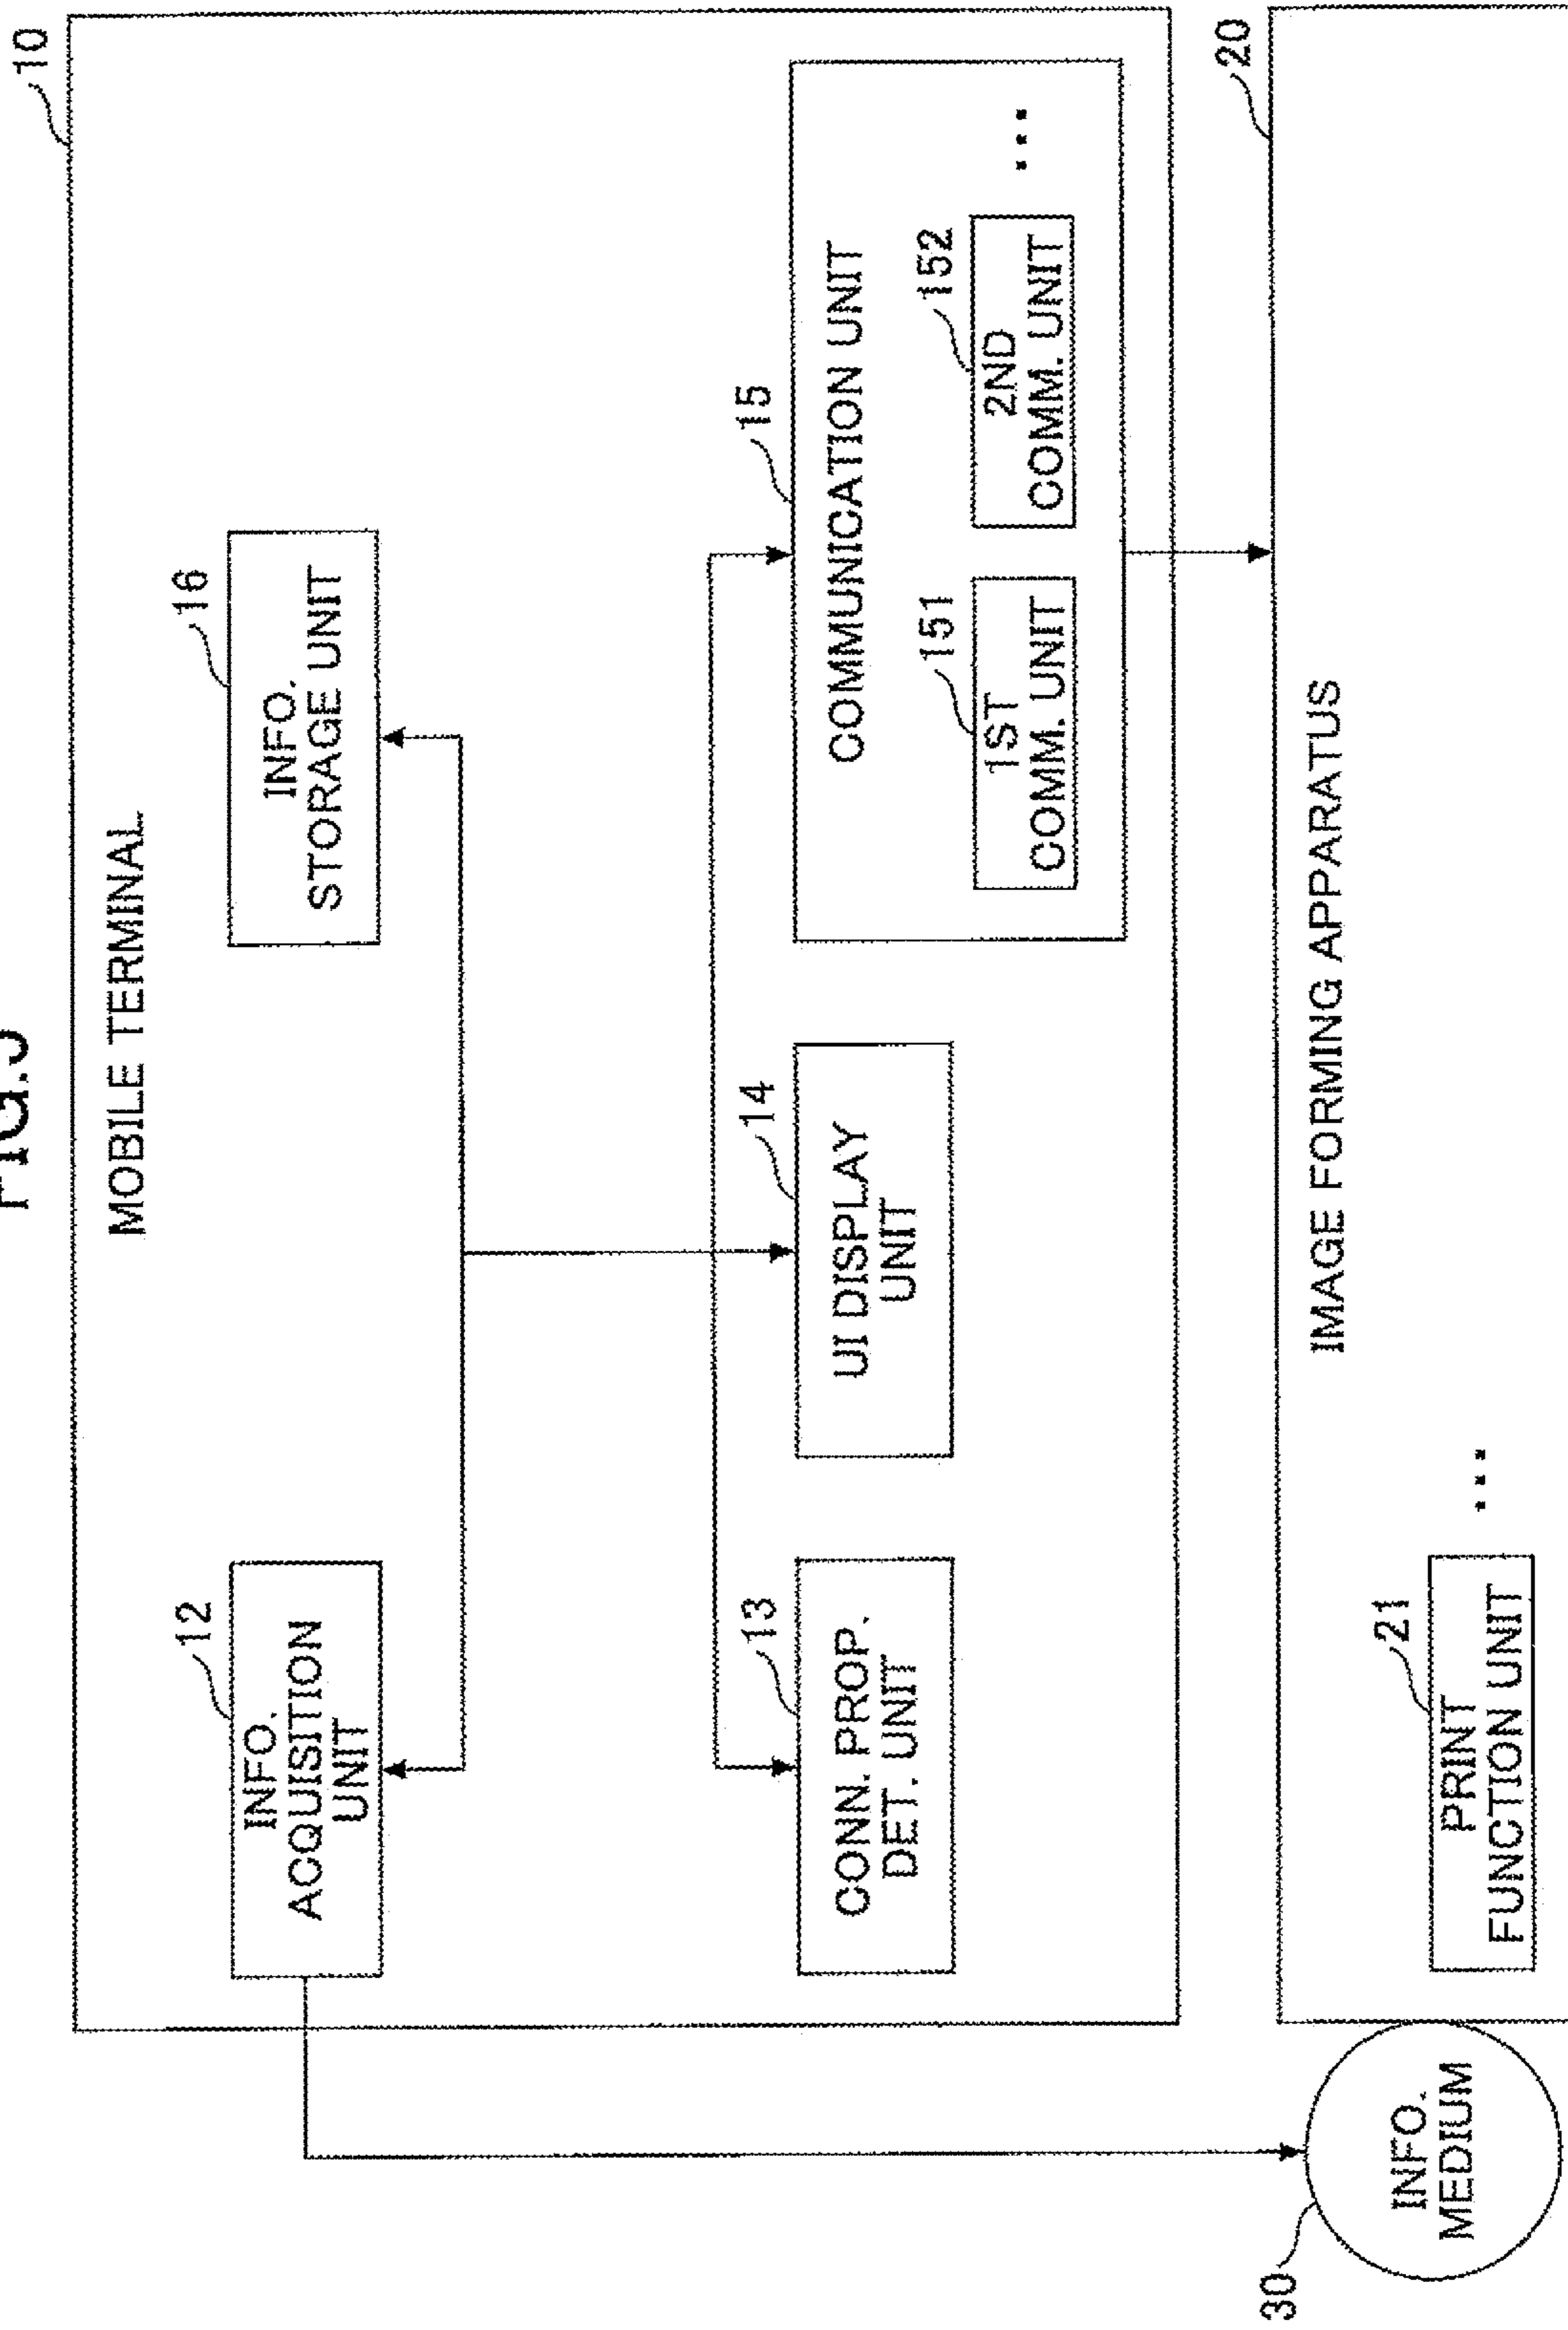 FIG.
10
MOBILE TERMINAL
12
INFO.
ACQUISITION
UNIT
16
INFO.
STORAGE UNIT
13
CONN. PROP.
DET. UNIT
14
UI DISPLAY
UNIT
15
COMMUNICATION UNIT
151
1ST
COMM. UNIT
152
2ND
COMM. UNIT
...
20
IMAGE FORMING APPARATUS
30
INFO.
MEDIUM
21
PRINT
FUNCTION UNIT
...